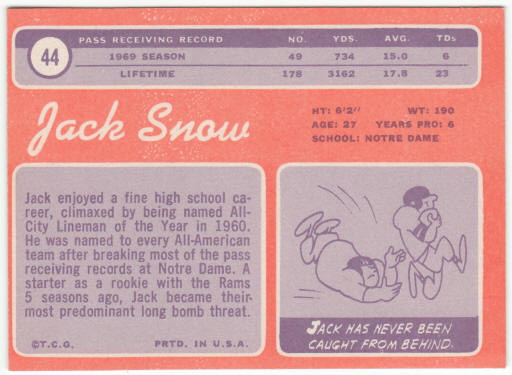 44
PASS RECEIVING RECORD NO. YDS. AVG. TDs
1969 SEASON 49 734 15.0 6
LIFETIME 178 3162 17.8 23
Jack Snow
HT: 6'2" WT: 190
AGE: 27 YEARS PRO: 6
SCHOOL: NOTRE DAME
Jack enjoyed a fine high school ca-
reer, climaxed by being named All-
City Lineman of the Year in 1960.
He was named to every All-American
team after breaking most of the pass
receiving records at Notre Dame. A
starter as a rookie with the Rams
5 seasons ago, Jack became their
most predominant long bomb threat.
©T.C.G. PRTD. IN U.S.A.
JACK HAS NEVER BEEN
CAUGHT FROM BEHIND.